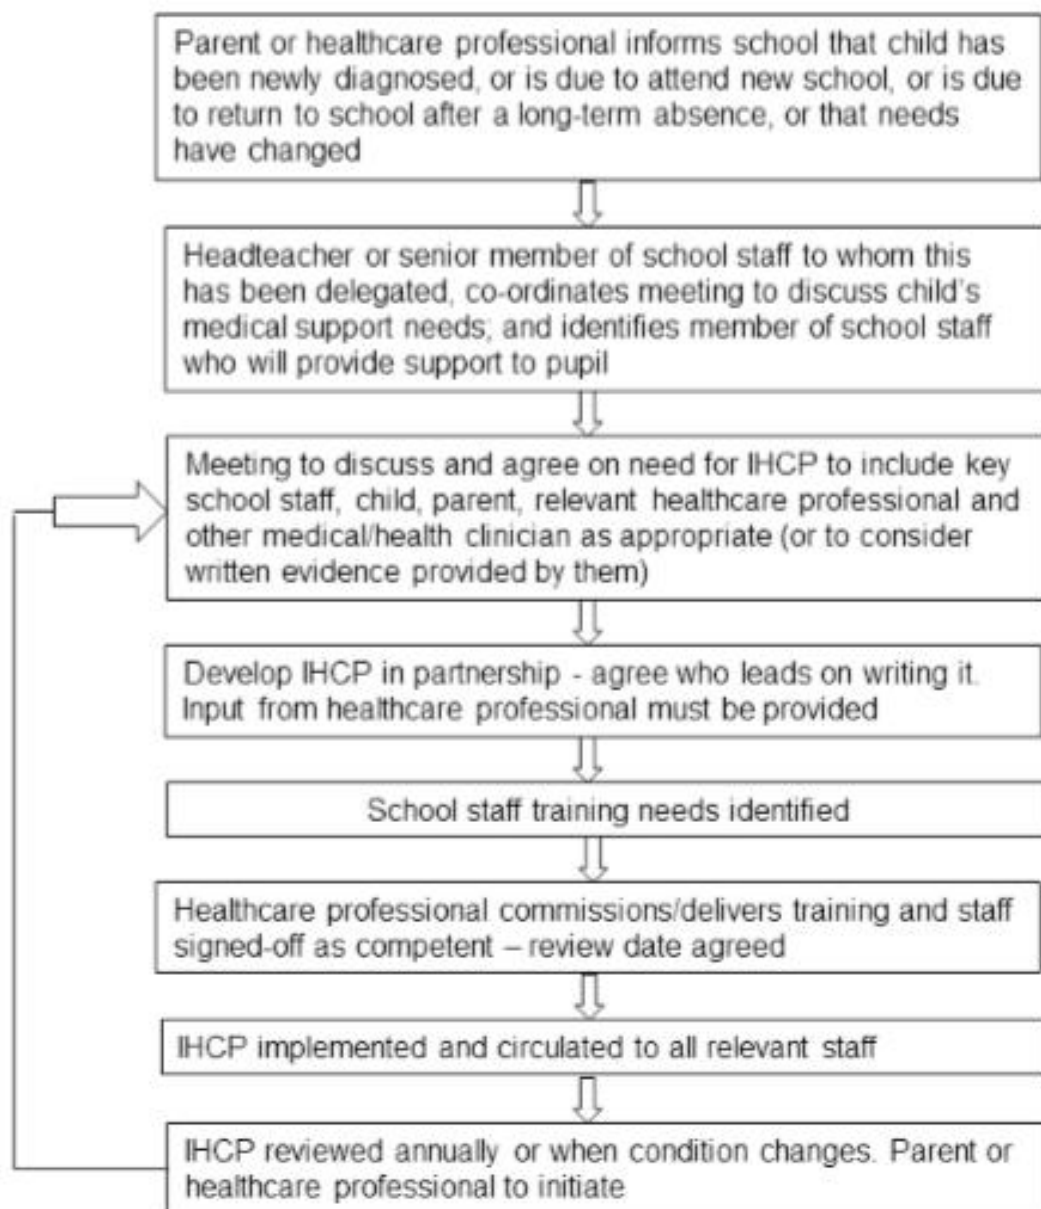 Parent or healthcare professional informs school that child has
been newly diagnosed, or is due to attend new school, or is due
to return to school after a long-term absence, or that needs
have changed
Headteacher or senior member of school staff to whom this
has been delegated, co-ordinates meeting to discuss child's
medical support needs; and identifies member of school staff
who will provide support to pupil
Meeting to discuss and agree on need for IHCP to include key
school staff, child, parent, relevant healthcare professional and
other medical/health clinician as appropriate (or to consider
written evidence provided by them)
Develop IHCP in partnership - agree who leads on writing it.
Input from healthcare professional must be provided
School staff training needs identified
Healthcare professional commissions/delivers training and staff
signed-off as competent – review date agreed
IHCP implemented and circulated to all relevant staff
IHCP reviewed annually or when condition changes. Parent or
healthcare professional to initiate